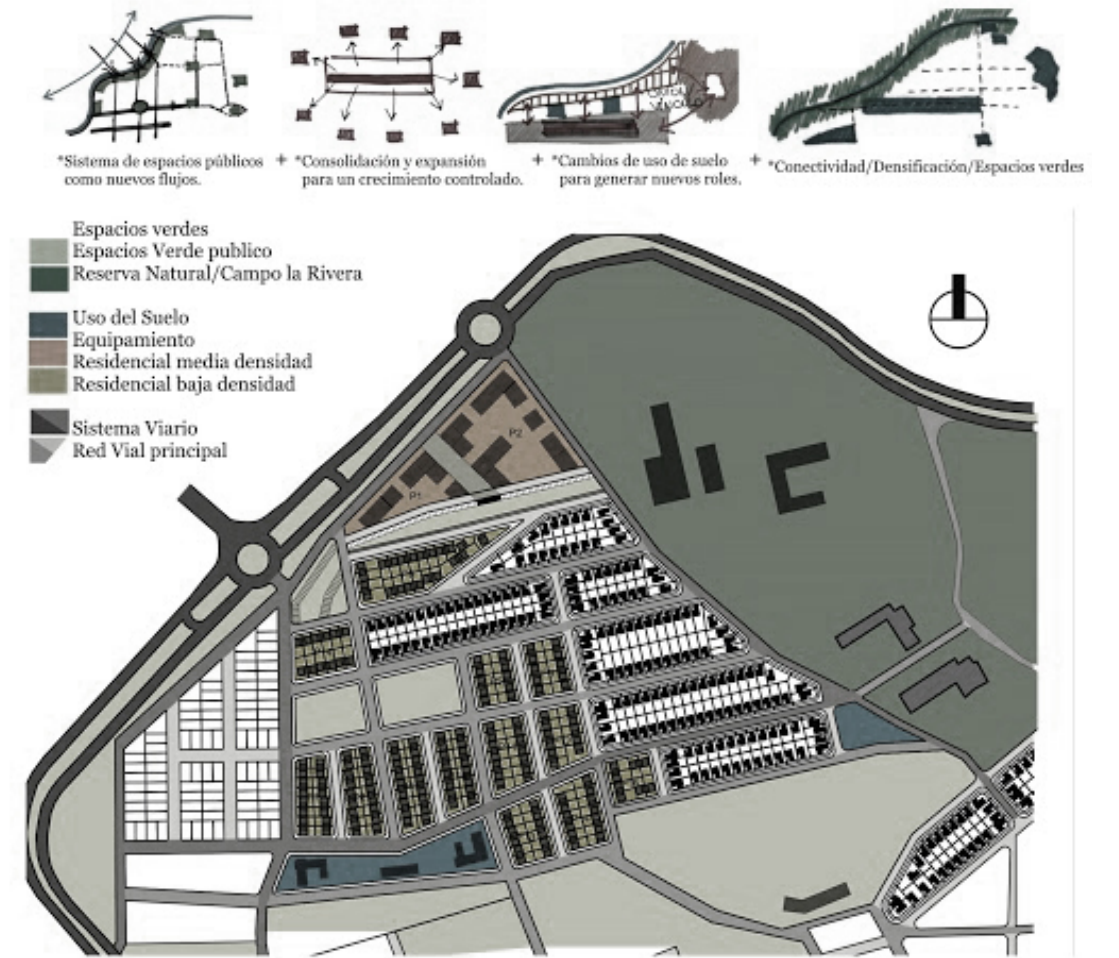 *Sistema de espacios públicos
como nuevos flujos.
+ *Consolidación y expansión
para un crecimiento controlado.
+ *Cambios de uso de suelo
para generar nuevos roles.
+ *Conectividad/Densificación/Espacios verdes
Espacios verdes
Espacios Verde publico
Reserva Natural/Campo la Rivera
Uso del Suelo
Equipamiento
Residencial media densidad
Residencial baja densidad
Sistema Viario
Red Vial principal
P2
P1